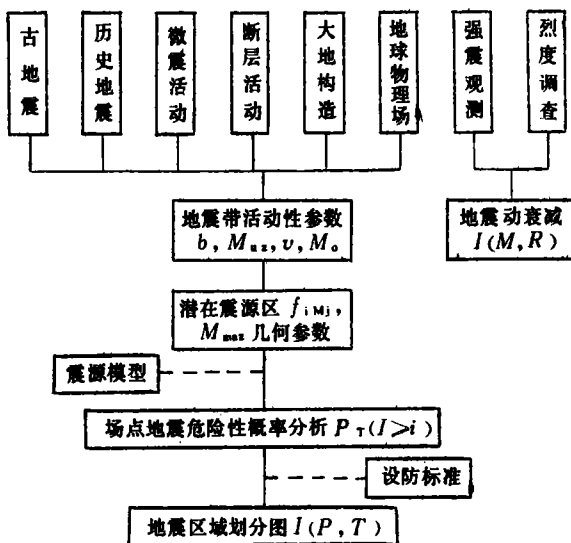 古地震
历史地震
微震活动
断层活动
大地构造
地球物理场
强震观测
烈度调查
地震带活动性参数
b, Muz, υ, Mo
地震动衰减
I(M,R)
潜在震源区 fiMj,
Mmax 几何参数
震源模型
场点地震危险性概率分析 PT(I≥i)
设防标准
地震区域划分图 I(P,T)